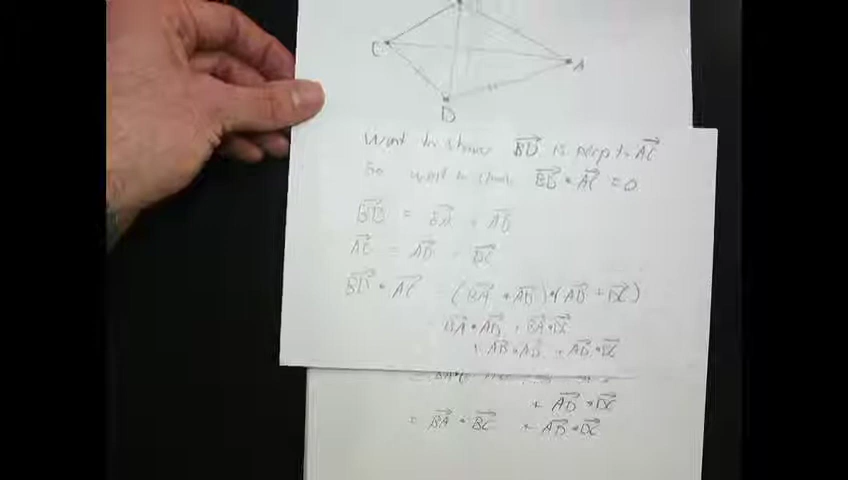 C
A
D
Want to show BD is perp to AC
So want to show BD • AC = 0
BD = BA + AD
AC = AD + DC
BD • AC = (BA + AD) • (AD + DC)
BA • AD + BA • DC
+ AD • AD + AD • DC
+ AD • DC
= BA • BC + AD • DC